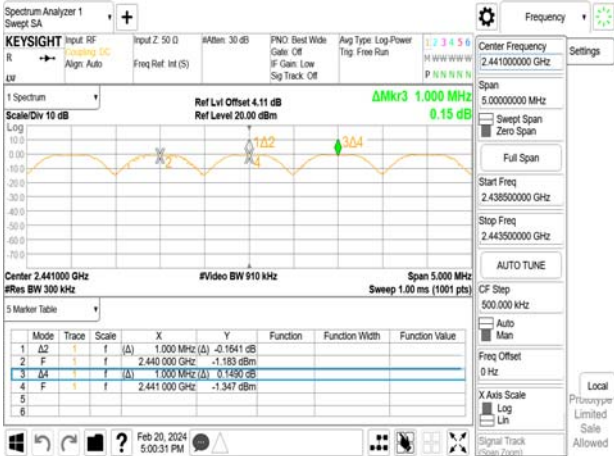 Spectrum Analyzer 1
Swept SA
+
Frequency
KEYSIGHT Input: RF Input Z: 50 Ω #Atten: 30 dB PNO: Best Wide Avg Type: Log-Power 1 2 3 4 5 6
R Coupling: DC Gate: Off Trig: Free Run M W W W W W
Align: Auto Freq Ref: Int (S) IF Gain: Low
LW Sig Track: Off P N N N N N
1 Spectrum
Ref Lvl Offset 4.11 dB ΔMkr3 1.000 MHz
Scale/Div 10 dB Ref Level 20.00 dBm 0.15 dB
Log
10.0
0.00
-10.0
-20.0
-30.0
-40.0
-50.0
-60.0
-70.0
1Δ2
3Δ4
2
4
Center 2.441000 GHz #Video BW 910 kHz Span 5.000 MHz
#Res BW 300 kHz Sweep 1.00 ms (1001 pts)
5 Marker Table
Mode Trace Scale X Y Function Function Width Function Value
1 Δ2 1 f (Δ) 1.000 MHz (Δ) -0.1641 dB
2 F 1 f 2.440 000 GHz -1.183 dBm
3 Δ4 1 f (Δ) 1.000 MHz (Δ) 0.1490 dB
4 F 1 f 2.441 000 GHz -1.347 dBm
5
6
Feb 20, 2024
5:00:31 PM
?
Center Frequency
2.441000000 GHz
Settings
Span
5.00000000 MHz
Swept Span
Zero Span
Full Span
Start Freq
2.438500000 GHz
Stop Freq
2.443500000 GHz
AUTO TUNE
CF Step
500.000 kHz
Auto
Man
Freq Offset
0 Hz
X Axis Scale
Log
Lin
Signal Track
(Span Zoom)
Local
Prototype
Limited
Sale
Allowed